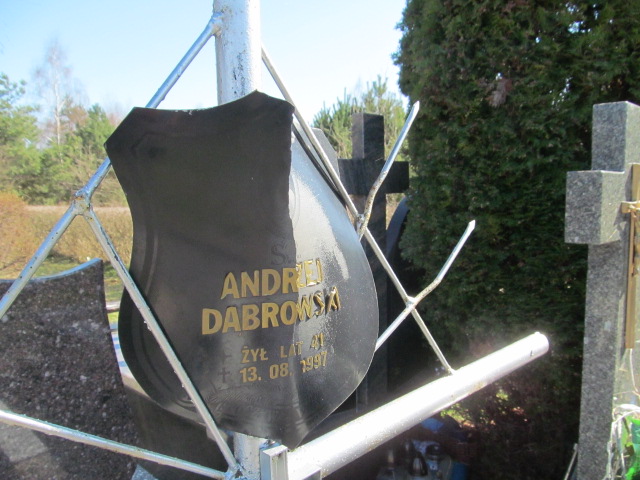 ANDRZEJ
DĄBROWSKI
ŻYŁ LAT 41
† 13. 08. 1997